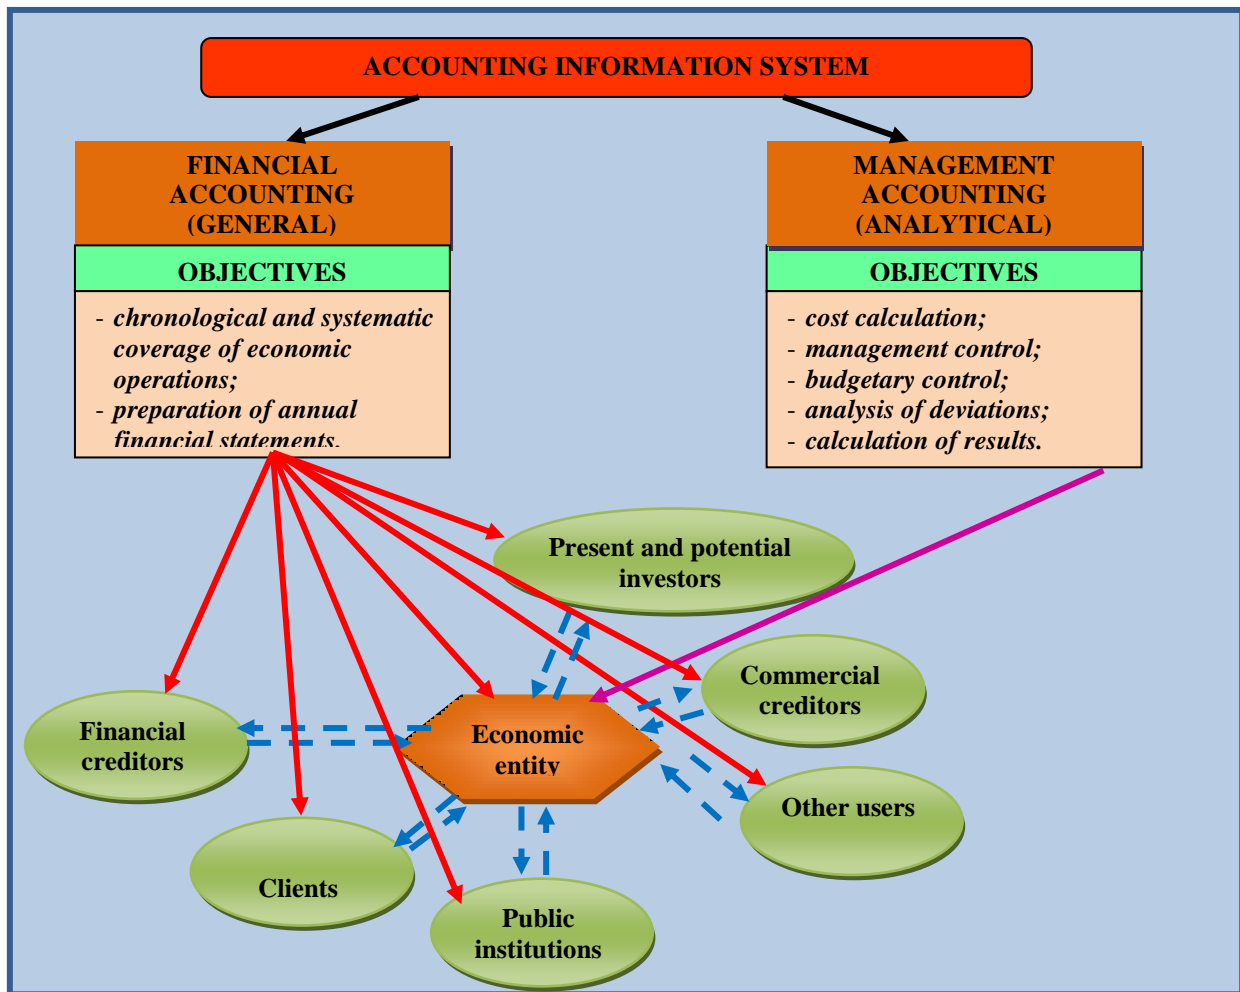 ACCOUNTING INFORMATION SYSTEM
FINANCIAL
ACCOUNTING
(GENERAL)
OBJECTIVES
- chronological and systematic
coverage of economic
operations;
- preparation of annual
financial statements.
MANAGEMENT
ACCOUNTING
(ANALYTICAL)
OBJECTIVES
- cost calculation;
- management control;
- budgetary control;
- analysis of deviations;
- calculation of results.
Present and potential
investors
Commercial
creditors
Financial
creditors
Economic
entity
Other users
Clients
Public
institutions